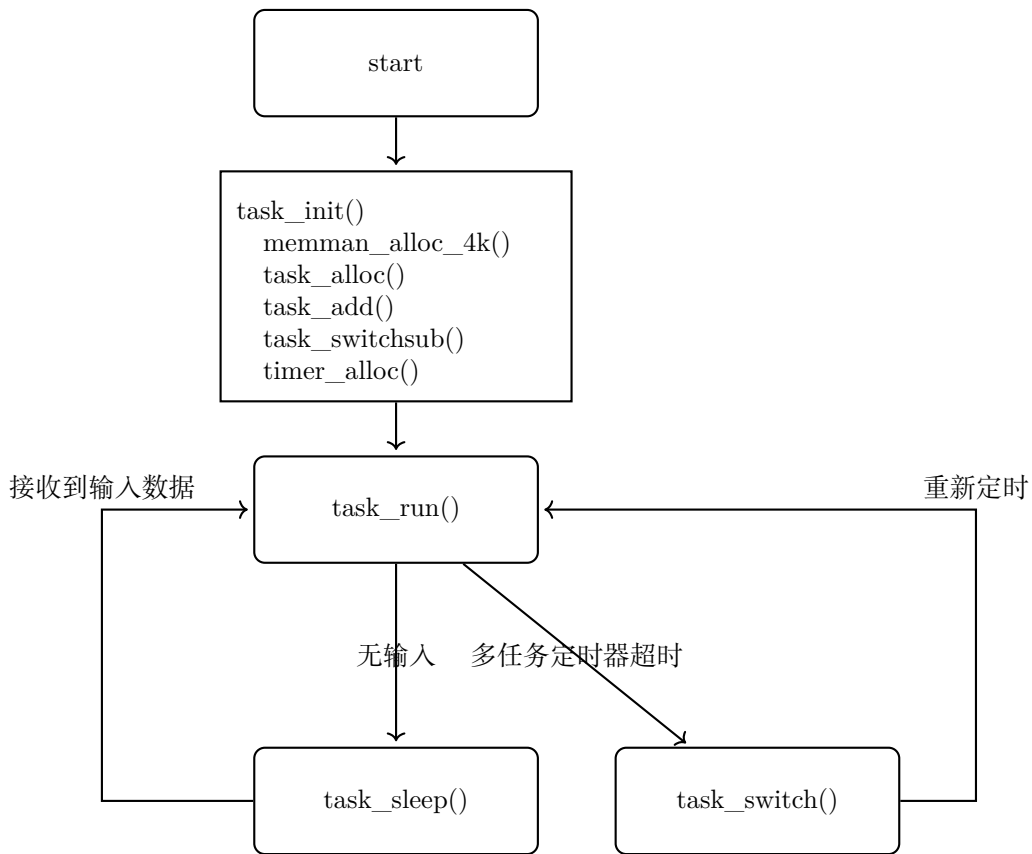 start
task_init()
memman_alloc_4k()
task_alloc()
task_add()
task_switchsub()
timer_alloc()
接收到输入数据
重新定时
task_run()
无输入
多任务定时器超时
task_sleep()
task_switch()